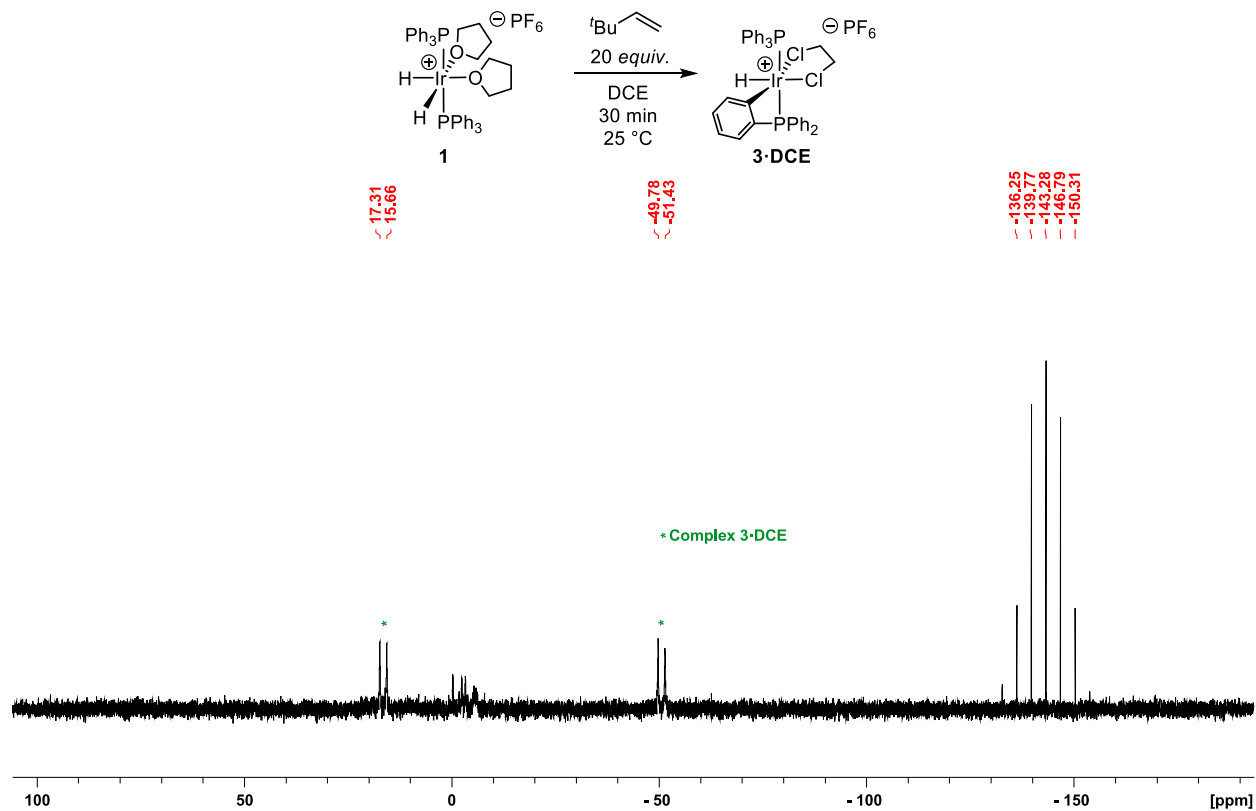 ⊖ PF6
PPh3
O
⊕
H Ir O
H
PPh3
1
tBu
20 equiv.
DCE
30 min
25 °C
⊖ PF6
PPh3
Cl
⊕
H Ir Cl
PPh2
3·DCE
17.31
15.66
-49.78
-51.43
-136.25
-139.77
-143.28
-146.79
-150.31
* Complex 3·DCE
* *
100 50 0 - 50 - 100 - 150 [ppm]